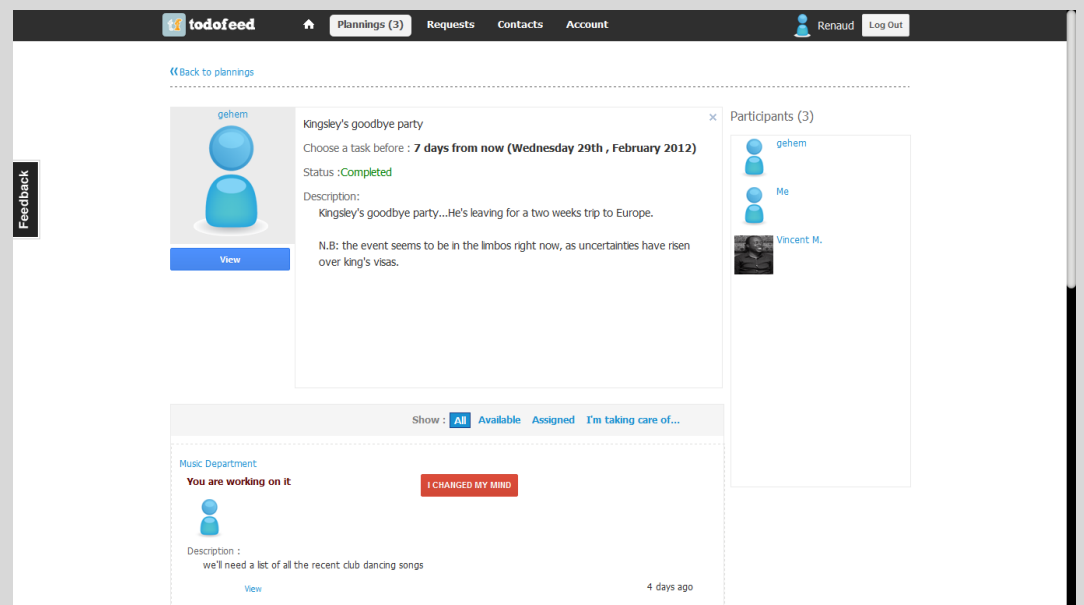 tf todofeed
Plannings (3) Requests Contacts Account
Renaud Log Out
Back to plannings
Feedback
gehem
View
Kingsley's goodbye party
×
Choose a task before : 7 days from now (Wednesday 29th , February 2012)
Status :Completed
Description:
Kingsley's goodbye party...He's leaving for a two weeks trip to Europe.
N.B: the event seems to be in the limbos right now, as uncertainties have risen
over king's visas.
Participants (3)
gehem
Me
Vincent M.
Show : All Available Assigned I'm taking care of...
Music Department
You are working on it
I CHANGED MY MIND
Description :
we'll need a list of all the recent club dancing songs
View
4 days ago